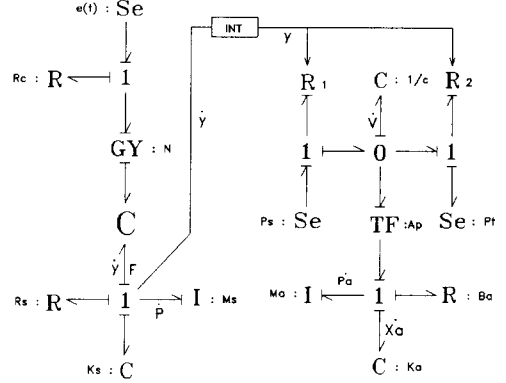 e(t) : Se
INT
y
Rc : R 1
R 1 C : 1/c R 2
ẏ
V̇
GY : N
1 0 1
C
Ps : Se TF :Ap Se : Pt
ẏ F
Rs : R 1 I : Ms
Ṗ
Ma : I Ṗa 1 R : Ba
Ẋa
Ks : C
C : Ka